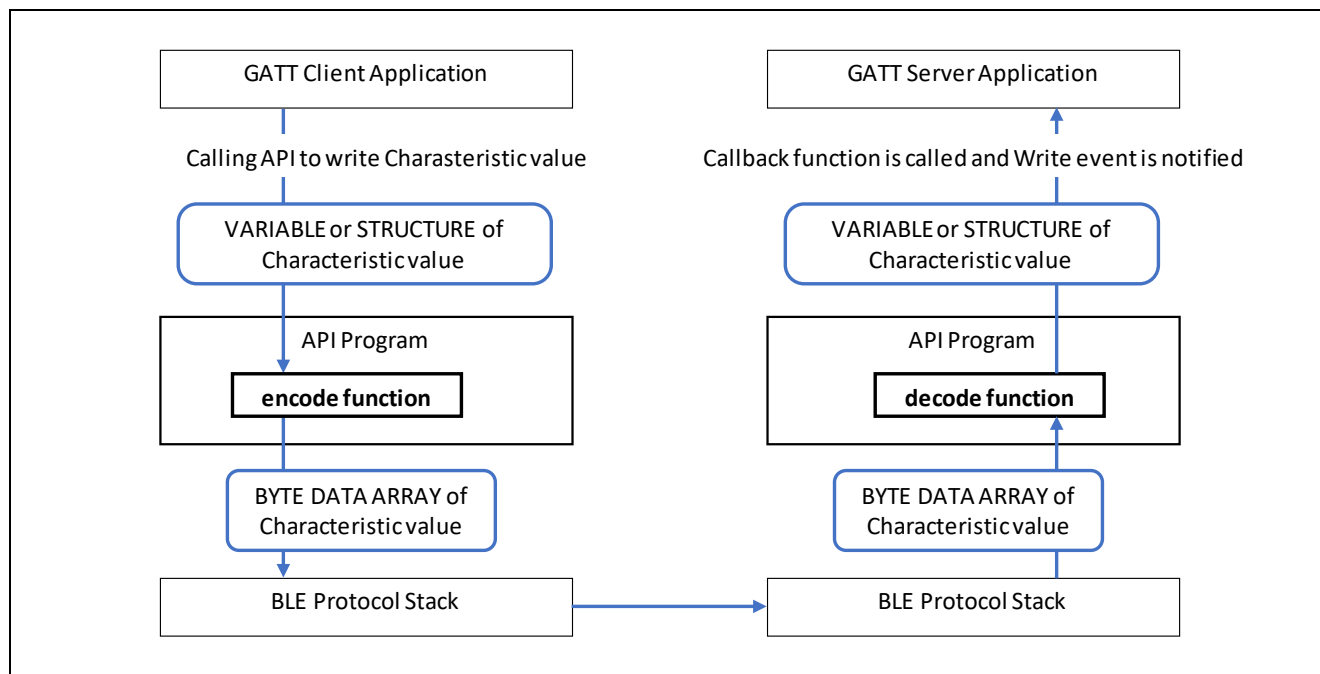 GATT Client Application
Calling API to write Charasteristic value
VARIABLE or STRUCTURE of
Characteristic value
API Program
encode function
BYTE DATA ARRAY of
Characteristic value
BLE Protocol Stack
GATT Server Application
Callback function is called and Write event is notified
VARIABLE or STRUCTURE of
Characteristic value
API Program
decode function
BYTE DATA ARRAY of
Characteristic value
BLE Protocol Stack